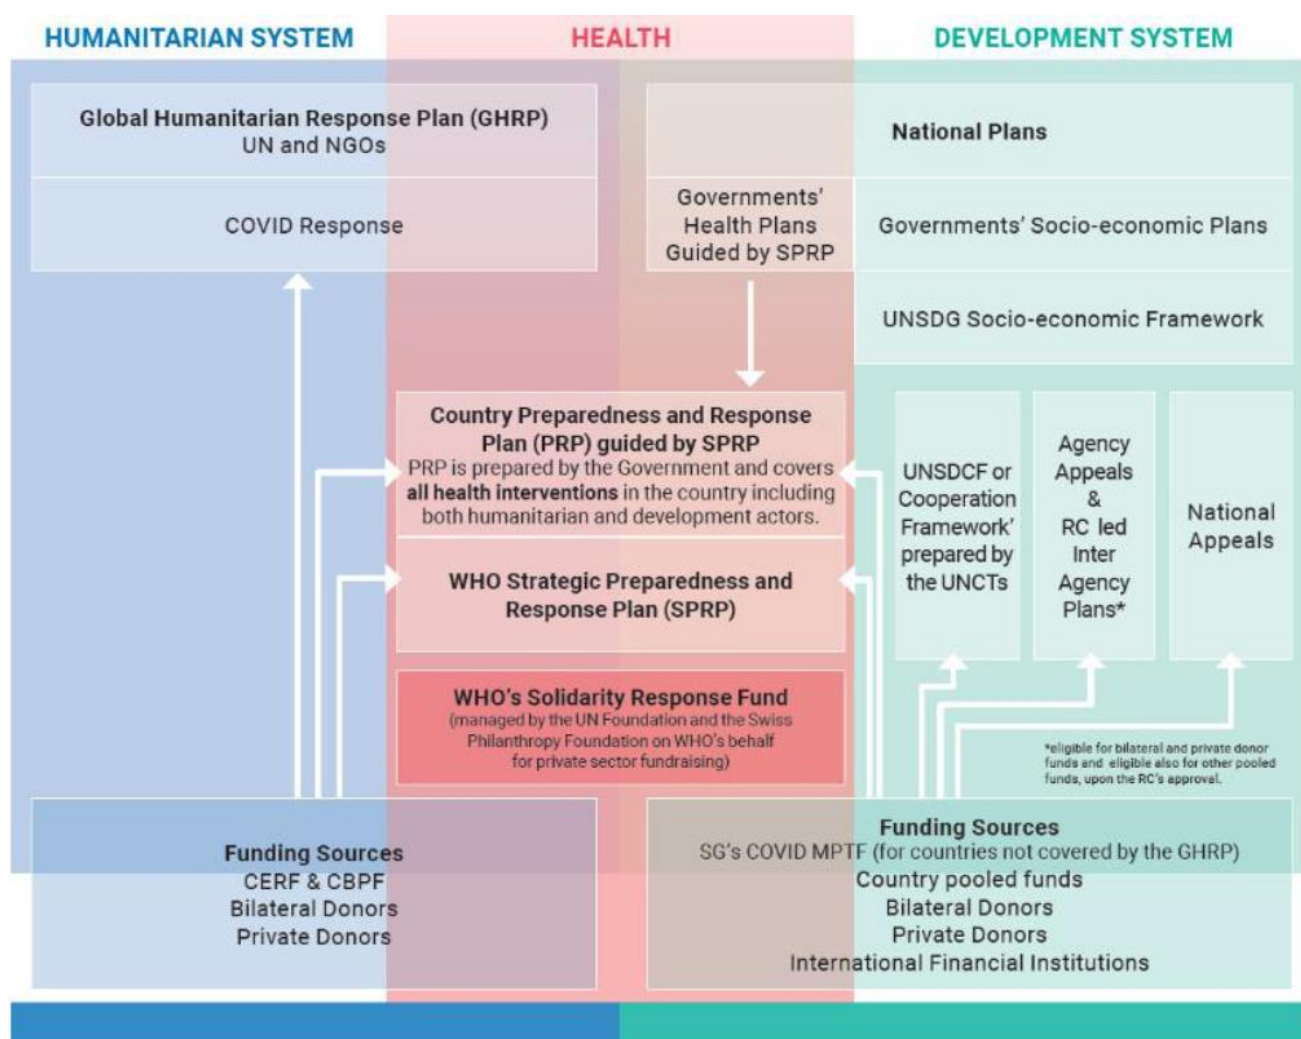 HUMANITARIAN SYSTEM
HEALTH
DEVELOPMENT SYSTEM
Global Humanitarian Response Plan (GHRP)
UN and NGOs
COVID Response
National Plans
Governments'
Health Plans
Guided by SPRP
Governments' Socio-economic Plans
UNSDG Socio-economic Framework
Country Preparedness and Response
Plan (PRP) guided by SPRP
PRP is prepared by the Government and covers
all health interventions in the country including
both humanitarian and development actors.
WHO Strategic Preparedness and
Response Plan (SPRP)
WHO's Solidarity Response Fund
(managed by the UN Foundation and the Swiss
Philanthropy Foundation on WHO's behalf
for private sector fundraising)
UNSDCF or
Cooperation
Framework'
prepared by
the UNCTs
Agency
Appeals
&
RC led
Inter
Agency
Plans*
National
Appeals
*eligible for bilateral and private donor
funds and eligible also for other pooled
funds, upon the RC's approval.
Funding Sources
CERF & CBPF
Bilateral Donors
Private Donors
Funding Sources
SG's COVID MPTF (for countries not covered by the GHRP)
Country pooled funds
Bilateral Donors
Private Donors
International Financial Institutions